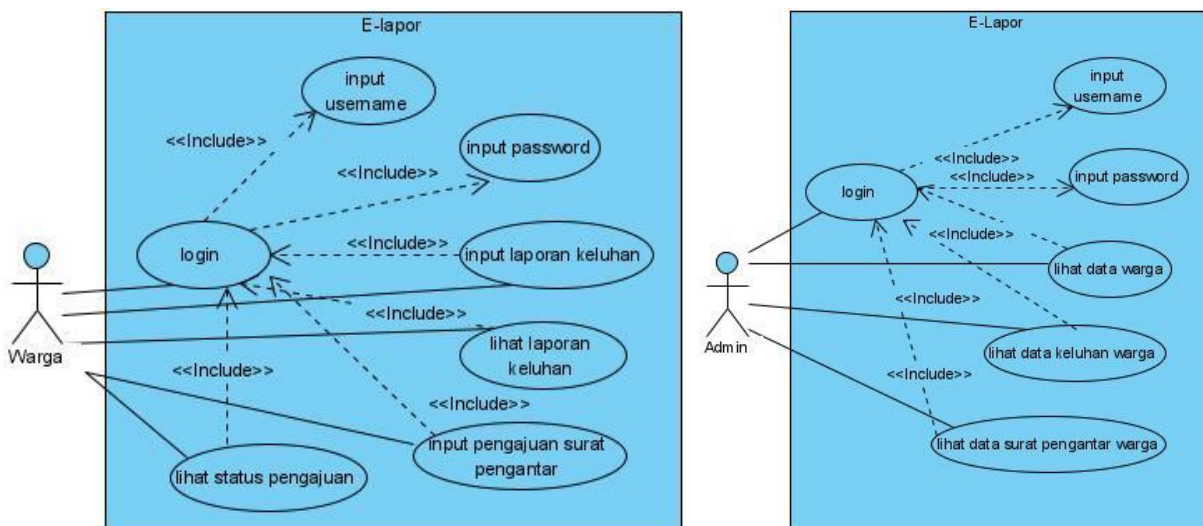 E-lapor
input
username
<<Include>>
input password
<<Include>>
login
<<Include>>
input laporan keluhan
<<Include>>
lihat laporan
keluhan
Warga
<<Include>>
<<Include>>
input pengajuan surat
pengantar
lihat status pengajuan
E-Lapor
input
username
<<Include>>
<<Include>>
input password
login
lihat data warga
<<Include>>
Admin
lihat data keluhan warga
<<Include>>
lihat data surat pengantar warga